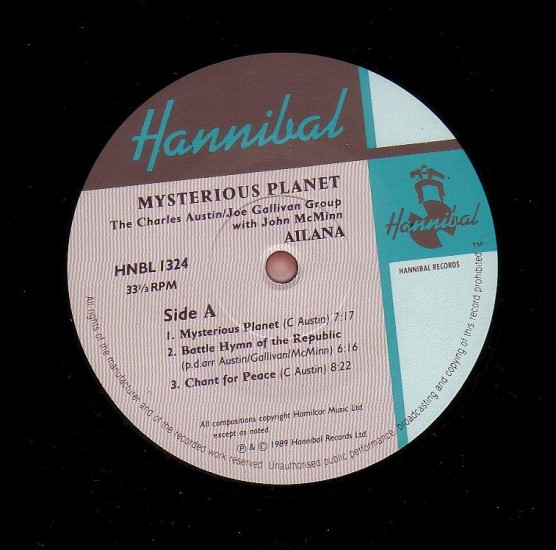 Hannibal
MYSTERIOUS PLANET
The Charles Austin/Joe Gallivan Group
with John McMinn
AILANA
Hannibal
™
HANNIBAL RECORDS
HNBL 1324
33⅓ RPM
Side A
1. Mysterious Planet (C Austin) 7:17
2. Battle Hymn of the Republic
(p.d.arr Austin/Gallivan/McMinn) 6:16
3. Chant for Peace (C Austin) 8:22
All compositions copyright Hamilcar Music Ltd.
except as noted.
℗ & © 1989 Hannibal Records Ltd.
All rights of the manufacturer and of the recorded work reserved. Unauthorised public performance, broadcasting and copying of this record prohibited.